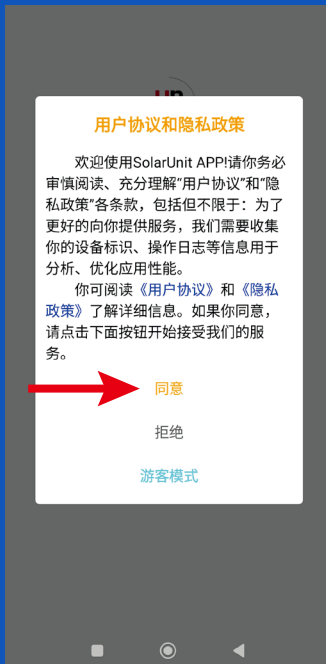 用户协议和隐私政策
欢迎使用SolarUnit APP!请你务必
审慎阅读、充分理解“用户协议”和“隐
私政策”各条款，包括但不限于：为了
更好的向你提供服务，我们需要收集
你的设备标识、操作日志等信息用于
分析、优化应用性能。
你可阅读《用户协议》和《隐私
政策》了解详细信息。如果你同意，
请点击下面按钮开始接受我们的服
务。
同意
拒绝
游客模式